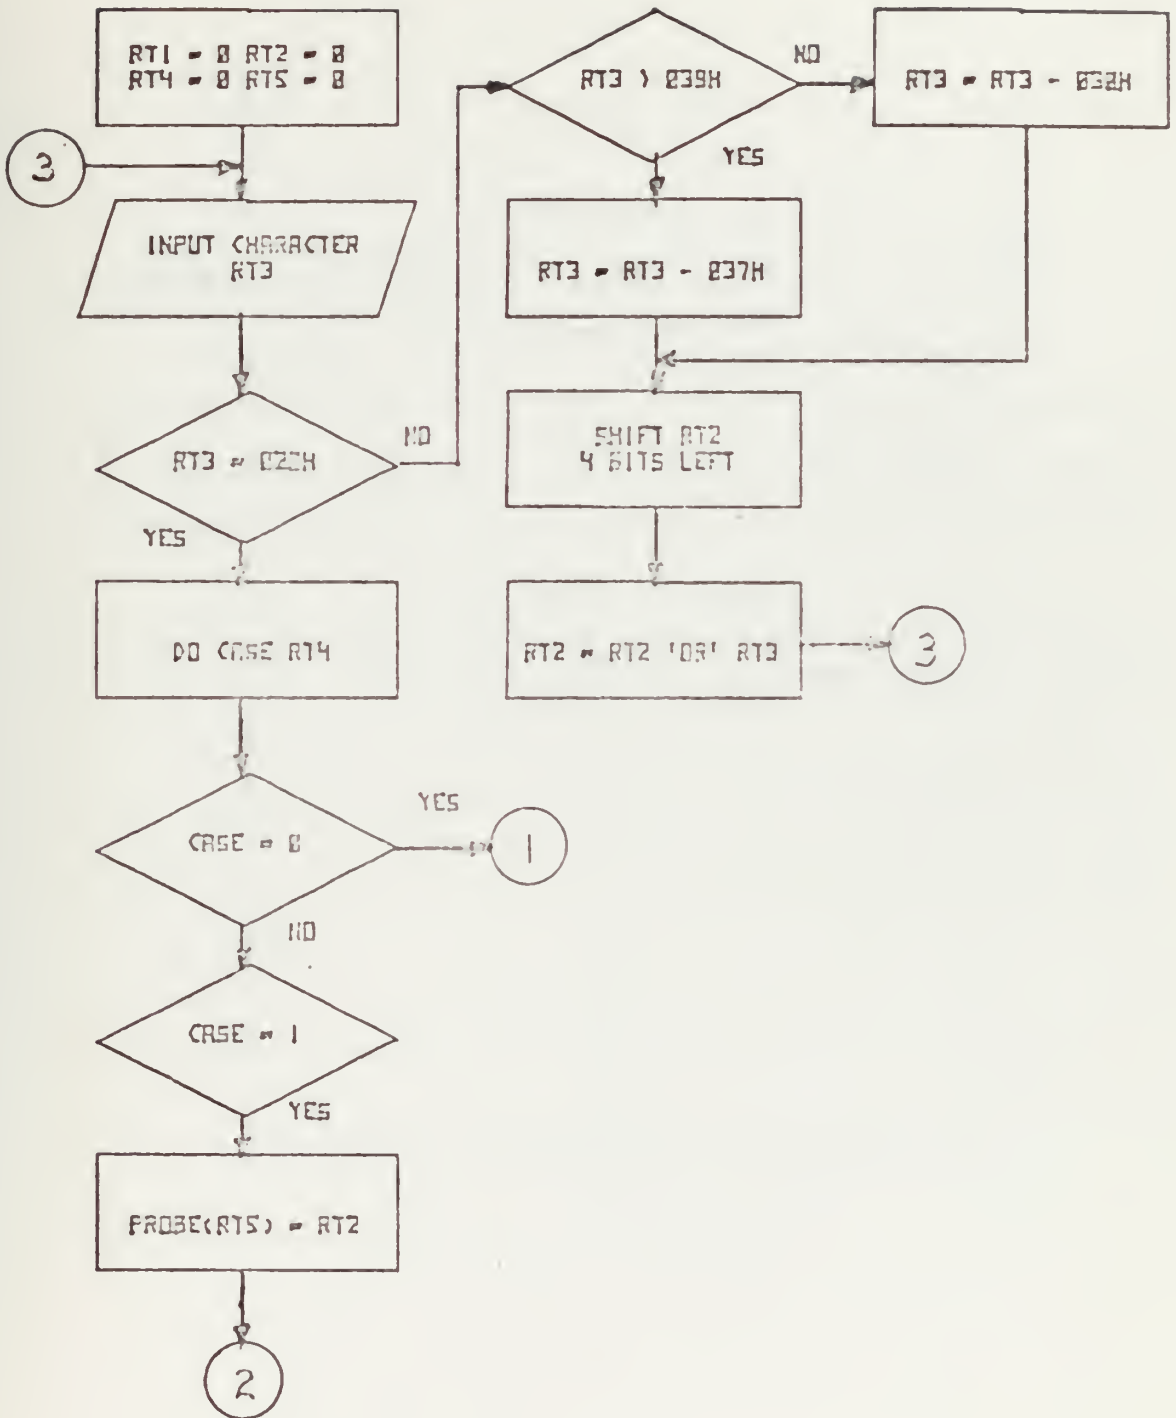 RT1 = 0 RT2 = 0
RT4 = 0 RT5 = 0
3
INPUT CHARACTER
RT3
RT3 =
NO
YES
DO CASE RT4
CASE = 0
YES
1
NO
CASE = 1
YES
PROBE(RT5) = RT2
2
RT3 > 039H
NO
RT3 = RT3 - 030H
YES
RT3 = RT3 - 037H
SHIFT RT2
4 BITS LEFT
RT2 = RT2 'OR' RT3
3